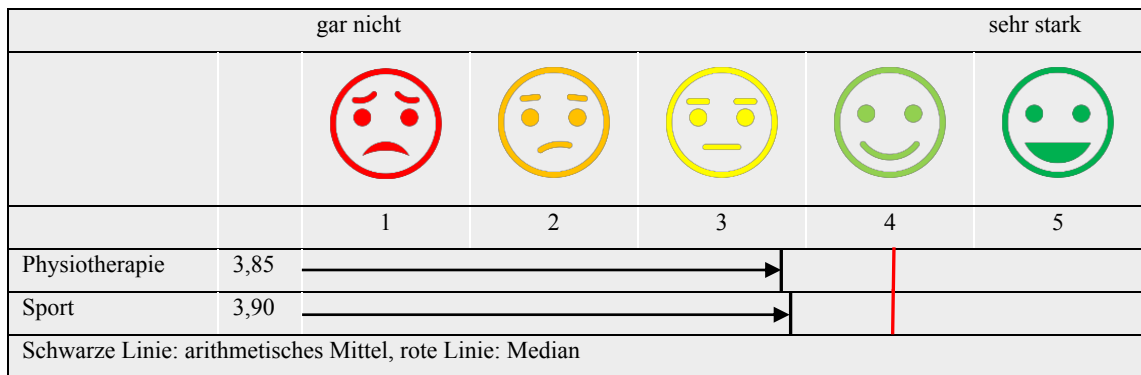 gar nicht sehr stark
1 2 3 4 5
Physiotherapie 3,85
Sport 3,90
Schwarze Linie: arithmetisches Mittel, rote Linie: Median